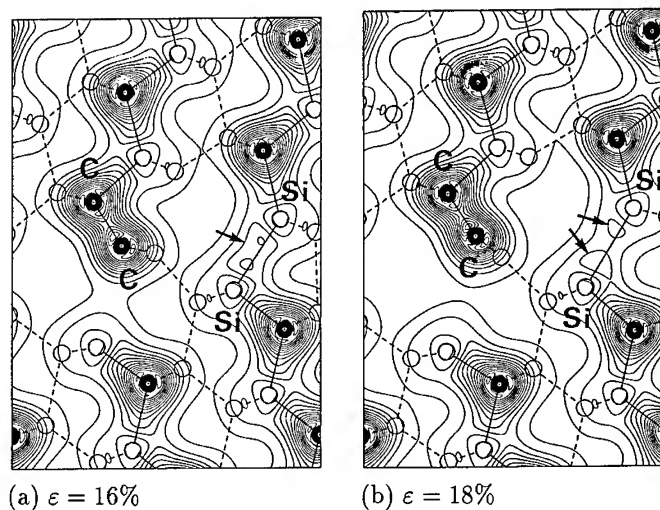 C
Si
C
Si
C
Si
C
Si
(a) ε = 16%
(b) ε = 18%